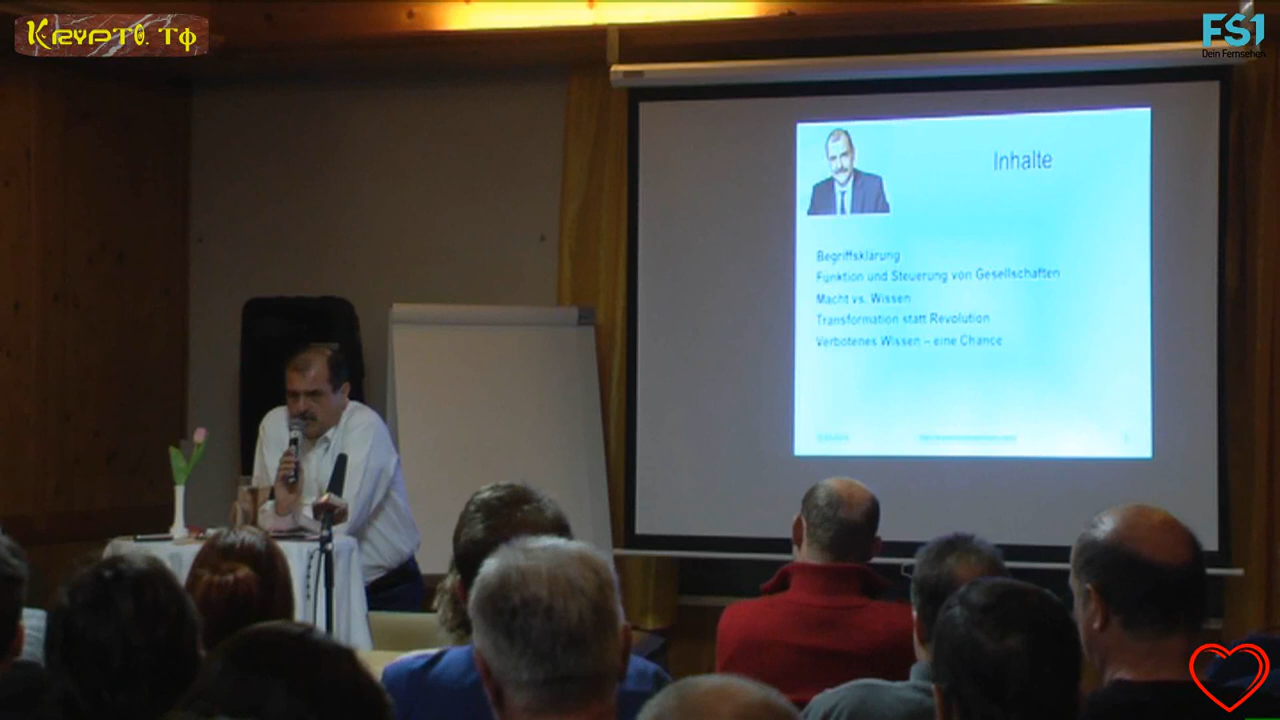 Krypto.TV
FS1
Dein Fernsehen
Inhalte
Begriffsklärung
Funktion und Steuerung von Gesellschaften
Macht vs. Wissen
Transformation statt Revolution
Verbotenes Wissen – eine Chance